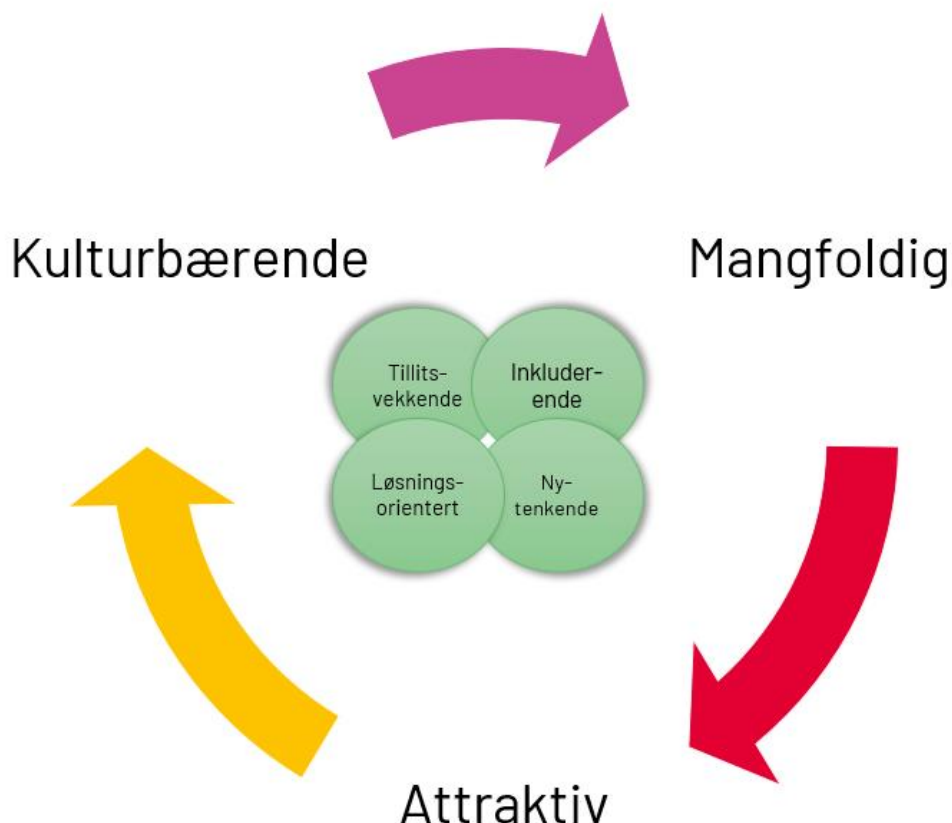 Kulturbærende
Mangfoldig
Tillits-
vekkende
Inkluder-
ende
Løsnings-
orientert
Ny-
tenkende
Attraktiv